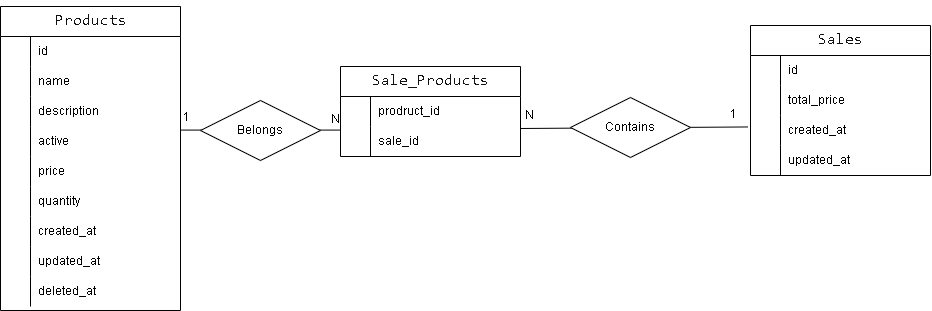 Products
id
name
description
active
price
quantity
created_at
updated_at
deleted_at
1
Belongs
N
Sale_Products
prodruct_id
sale_id
N
Contains
1
Sales
id
total_price
created_at
updated_at